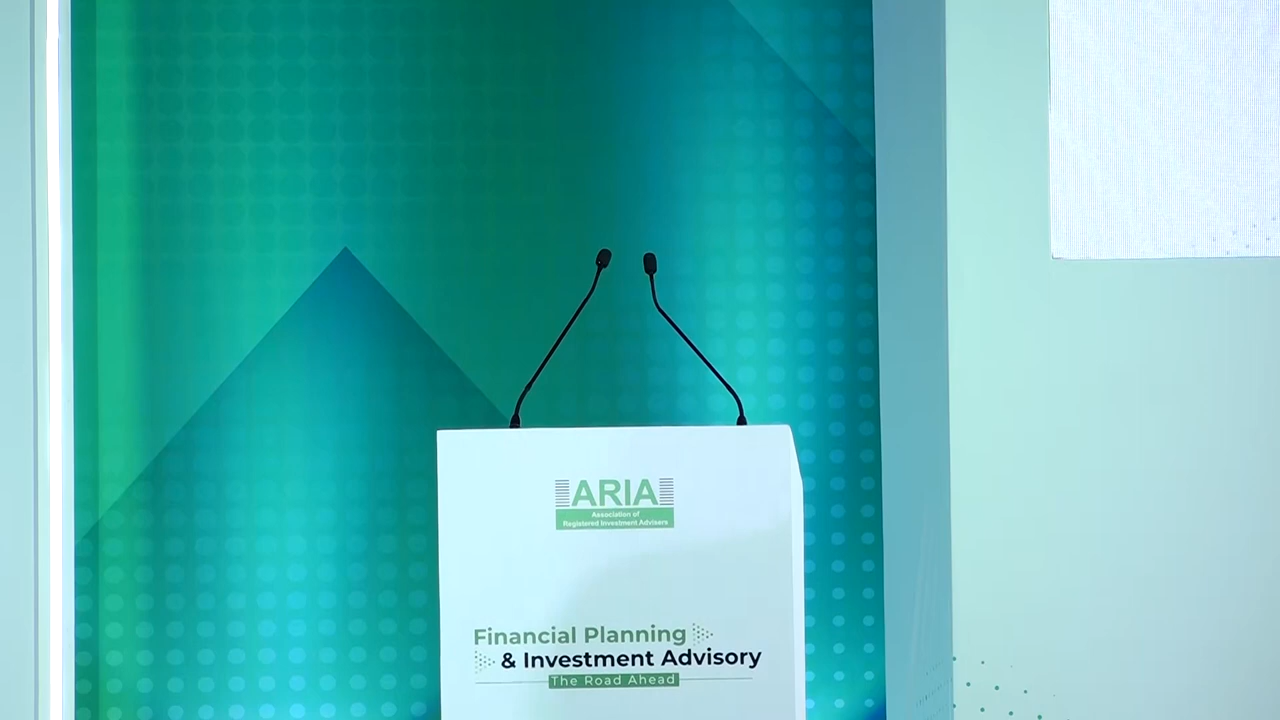 ARIA
Association of
Registered Investment Advisers
Financial Planning
& Investment Advisory
The Road Ahead